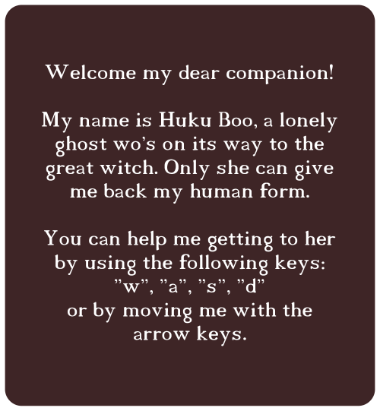 Welcome my dear companion!
My name is Huku Boo, a lonely
ghost wo's on its way to the
great witch. Only she can give
me back my human form.
You can help me getting to her
by using the following keys:
"w", "a", "s", "d"
or by moving me with the
arrow keys.